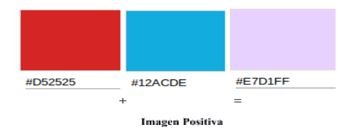 #D52525 #12ACDE #E7D1FF
+ =
Imagen Positiva